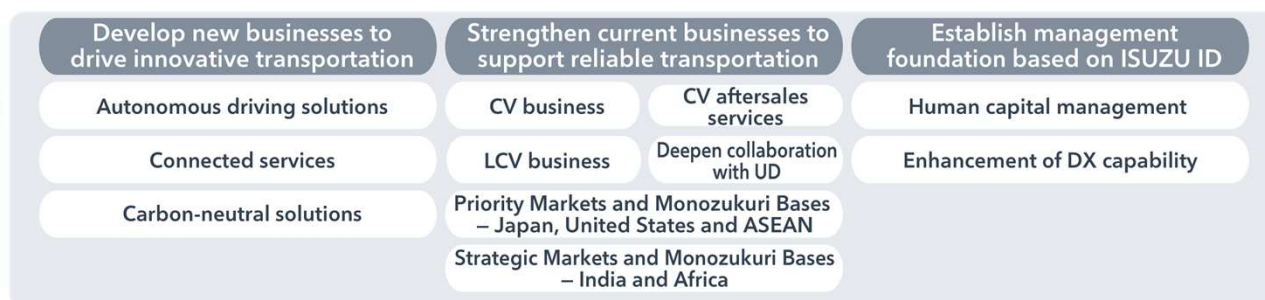 Develop new businesses to
drive innovative transportation
Autonomous driving solutions
Connected services
Carbon-neutral solutions
Strengthen current businesses to
support reliable transportation
CV business
CV aftersales
services
LCV business
Deepen collaboration
with UD
Priority Markets and Monozukuri Bases
– Japan, United States and ASEAN
Strategic Markets and Monozukuri Bases
– India and Africa
Establish management
foundation based on ISUZU ID
Human capital management
Enhancement of DX capability